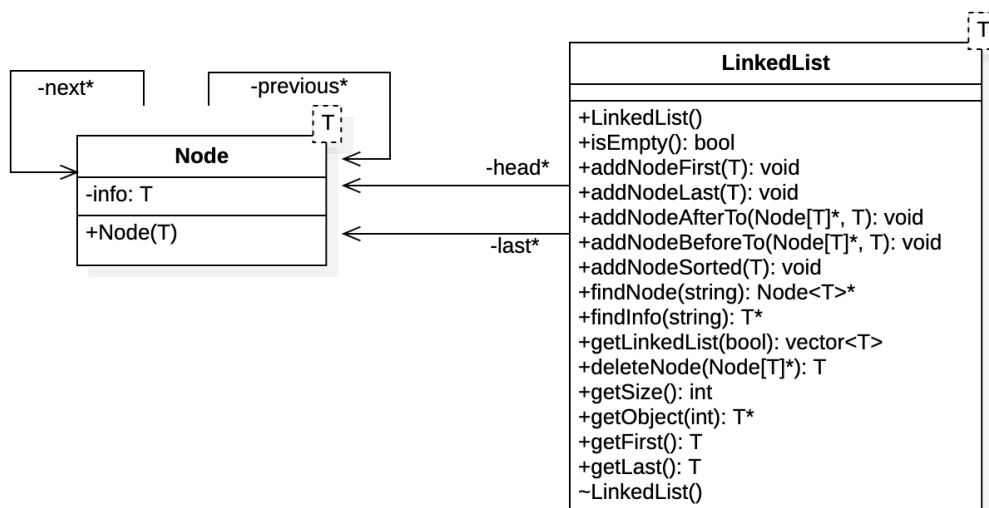 T
LinkedList
-next*
-previous*
+LinkedList()
T
+isEmpty(): bool
Node
-head*
+addNodeFirst(T): void
-info: T
+addNodeLast(T): void
+addNodeAfterTo(Node[T]*, T): void
+Node(T)
-last*
+addNodeBeforeTo(Node[T]*, T): void
+addNodeSorted(T): void
+findNode(string): Node<T>*
+findInfo(string): T*
+getLinkedList(bool): vector<T>
+deleteNode(Node[T]*): T
+getSize(): int
+getObject(int): T*
+getFirst(): T
+getLast(): T
~LinkedList()